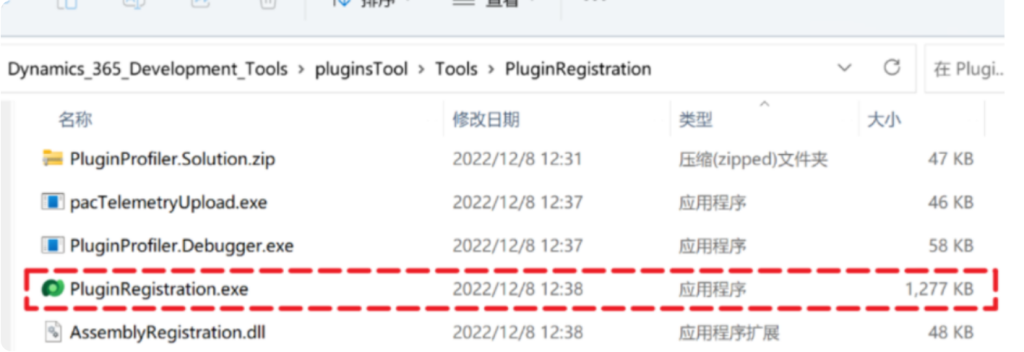 排序 查看
Dynamics_365_Development_Tools › pluginsTool › Tools › PluginRegistration 在 Plugi...
名称 修改日期 类型 大小
PluginProfiler.Solution.zip 2022/12/8 12:31 压缩(zipped)文件夹 47 KB
pacTelemetryUpload.exe 2022/12/8 12:37 应用程序 46 KB
PluginProfiler.Debugger.exe 2022/12/8 12:37 应用程序 58 KB
PluginRegistration.exe 2022/12/8 12:38 应用程序 1,277 KB
AssemblyRegistration.dll 2022/12/8 12:38 应用程序扩展 48 KB